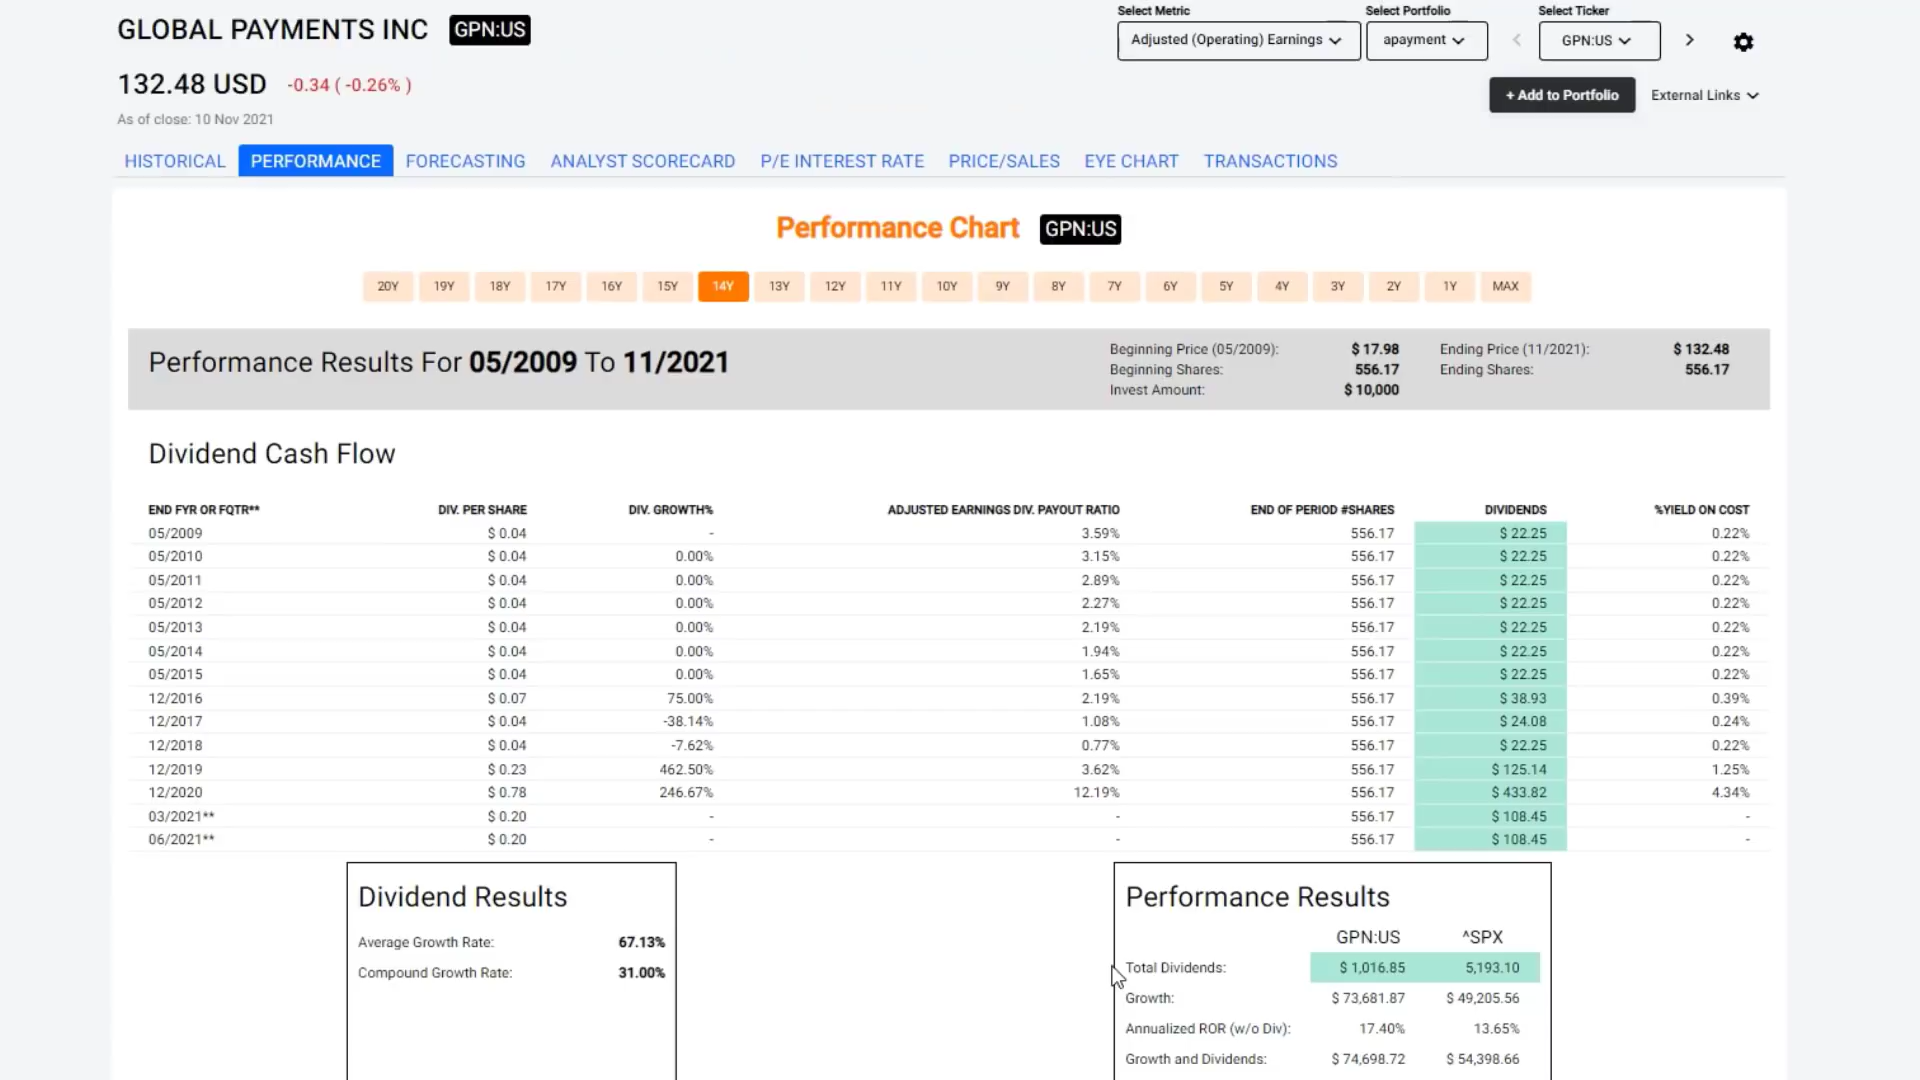 GLOBAL PAYMENTS INC GPN:US
Select Metric Select Portfolio Select Ticker
Adjusted (Operating) Earnings apayment GPN:US
132.48 USD -0.34 ( -0.26% )
+ Add to Portfolio External Links
As of close: 10 Nov 2021
HISTORICAL PERFORMANCE FORECASTING ANALYST SCORECARD P/E INTEREST RATE PRICE/SALES EYE CHART TRANSACTIONS
Performance Chart GPN:US
20Y 19Y 18Y 17Y 16Y 15Y 14Y 13Y 12Y 11Y 10Y 9Y 8Y 7Y 6Y 5Y 4Y 3Y 2Y 1Y MAX
Performance Results For 05/2009 To 11/2021
Beginning Price (05/2009): $ 17.98 Ending Price (11/2021): $ 132.48
Beginning Shares: 556.17 Ending Shares: 556.17
Invest Amount: $ 10,000
Dividend Cash Flow
END FYR OR FQTR** DIV. PER SHARE DIV. GROWTH% ADJUSTED EARNINGS DIV. PAYOUT RATIO END OF PERIOD #SHARES DIVIDENDS %YIELD ON COST
05/2009 $ 0.04 - 3.59% 556.17 $ 22.25 0.22%
05/2010 $ 0.04 0.00% 3.15% 556.17 $ 22.25 0.22%
05/2011 $ 0.04 0.00% 2.89% 556.17 $ 22.25 0.22%
05/2012 $ 0.04 0.00% 2.27% 556.17 $ 22.25 0.22%
05/2013 $ 0.04 0.00% 2.19% 556.17 $ 22.25 0.22%
05/2014 $ 0.04 0.00% 1.94% 556.17 $ 22.25 0.22%
05/2015 $ 0.04 0.00% 1.65% 556.17 $ 22.25 0.22%
12/2016 $ 0.07 75.00% 2.19% 556.17 $ 38.93 0.39%
12/2017 $ 0.04 -38.14% 1.08% 556.17 $ 24.08 0.24%
12/2018 $ 0.04 -7.62% 0.77% 556.17 $ 22.25 0.22%
12/2019 $ 0.23 462.50% 3.62% 556.17 $ 125.14 1.25%
12/2020 $ 0.78 246.67% 12.19% 556.17 $ 433.82 4.34%
03/2021** $ 0.20 - - 556.17 $ 108.45 -
06/2021** $ 0.20 - - 556.17 $ 108.45 -
Dividend Results
Average Growth Rate: 67.13%
Compound Growth Rate: 31.00%
Performance Results
GPN:US ^SPX
Total Dividends: $ 1,016.85 5,193.10
Growth: $ 73,681.87 $ 49,205.56
Annualized ROR (w/o Div): 17.40% 13.65%
Growth and Dividends: $ 74,698.72 $ 54,398.66